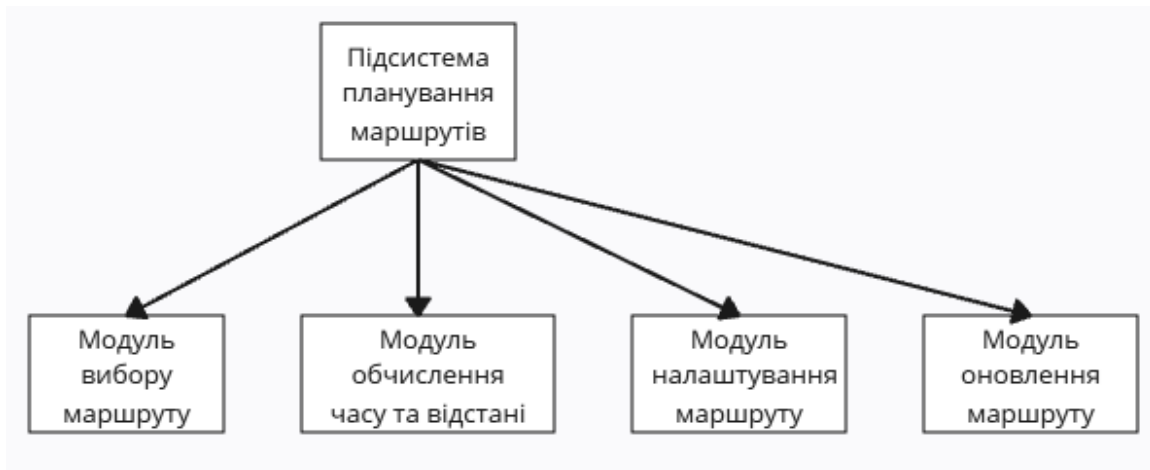 Підсистема
планування
маршрутів
Модуль
вибору
маршруту
Модуль
обчислення
часу та відстані
Модуль
налаштування
маршруту
Модуль
оновлення
маршруту